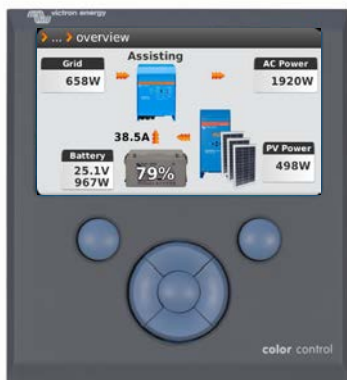 victron energy
> ... > overview
Assisting
Grid
658W
AC Power
1920W
38.5A
Battery
25.1V
967W
79%
PV Power
498W
color control